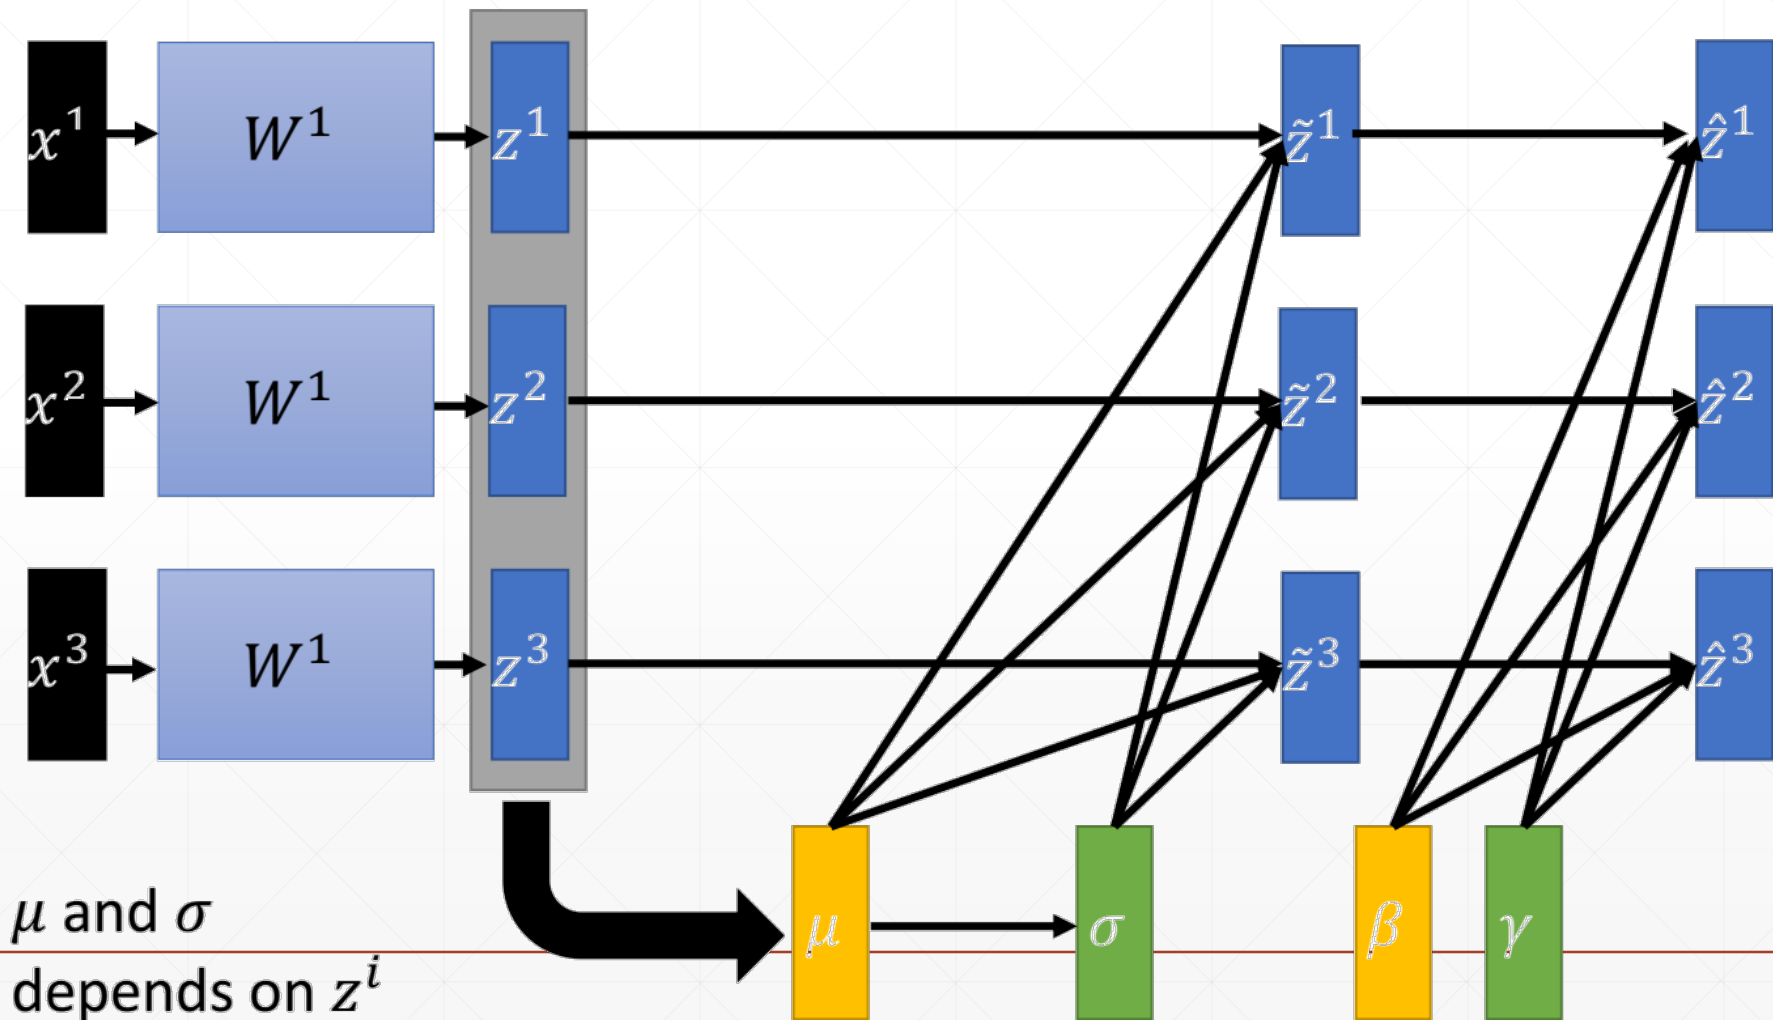 x¹ W¹ z¹ z̃¹ ẑ¹
x² W¹ z² z̃² ẑ²
x³ W¹ z³ z̃³ ẑ³
μ σ β γ
μ and σ
depends on zⁱ